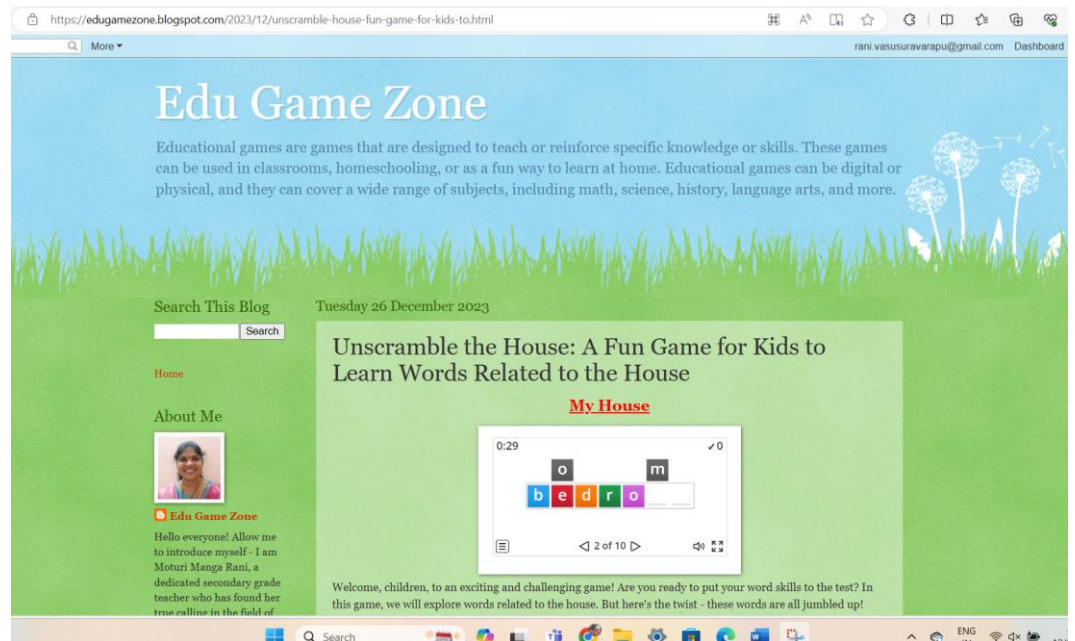 https://edugamezone.blogspot.com/2023/12/unscramble-house-fun-game-for-kids-to.html
More
rani.vasusuravarapu@gmail.com Dashboard
Edu Game Zone
Educational games are games that are designed to teach or reinforce specific knowledge or skills. These games
can be used in classrooms, homeschooling, or as a fun way to learn at home. Educational games can be digital or
physical, and they can cover a wide range of subjects, including math, science, history, language arts, and more.
Search This Blog
Search
Home
About Me
Edu Game Zone
Hello everyone! Allow me
to introduce myself - I am
Moturi Manga Rani, a
dedicated secondary grade
teacher who has found her
true calling in the field of
Tuesday 26 December 2023
Unscramble the House: A Fun Game for Kids to
Learn Words Related to the House
My House
0:29 ✓ 0
o m
b e d r o
2 of 10
Welcome, children, to an exciting and challenging game! Are you ready to put your word skills to the test? In
this game, we will explore words related to the house. But here's the twist - these words are all jumbled up!
Search
ENG